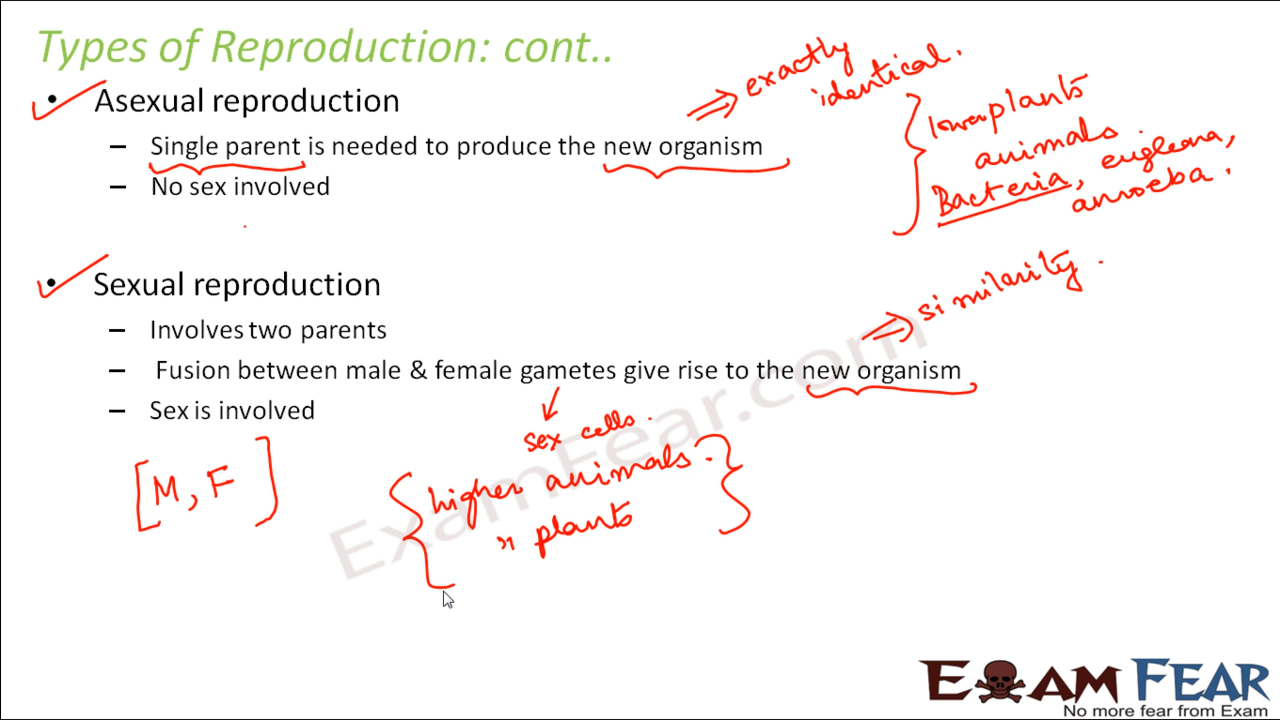 Types of Reproduction: cont..
• Asexual reproduction
– Single parent is needed to produce the new organism
– No sex involved
⇒ exactly
identical.
lower plants
animals
Bacteria, euglena,
amoeba.
• Sexual reproduction
– Involves two parents
– Fusion between male & female gametes give rise to the new organism
– Sex is involved
⇒ similarity.
sex cells.
[M, F]
higher animals.
" plants
ExamFear.com
EXAM FEAR
No more fear from Exam